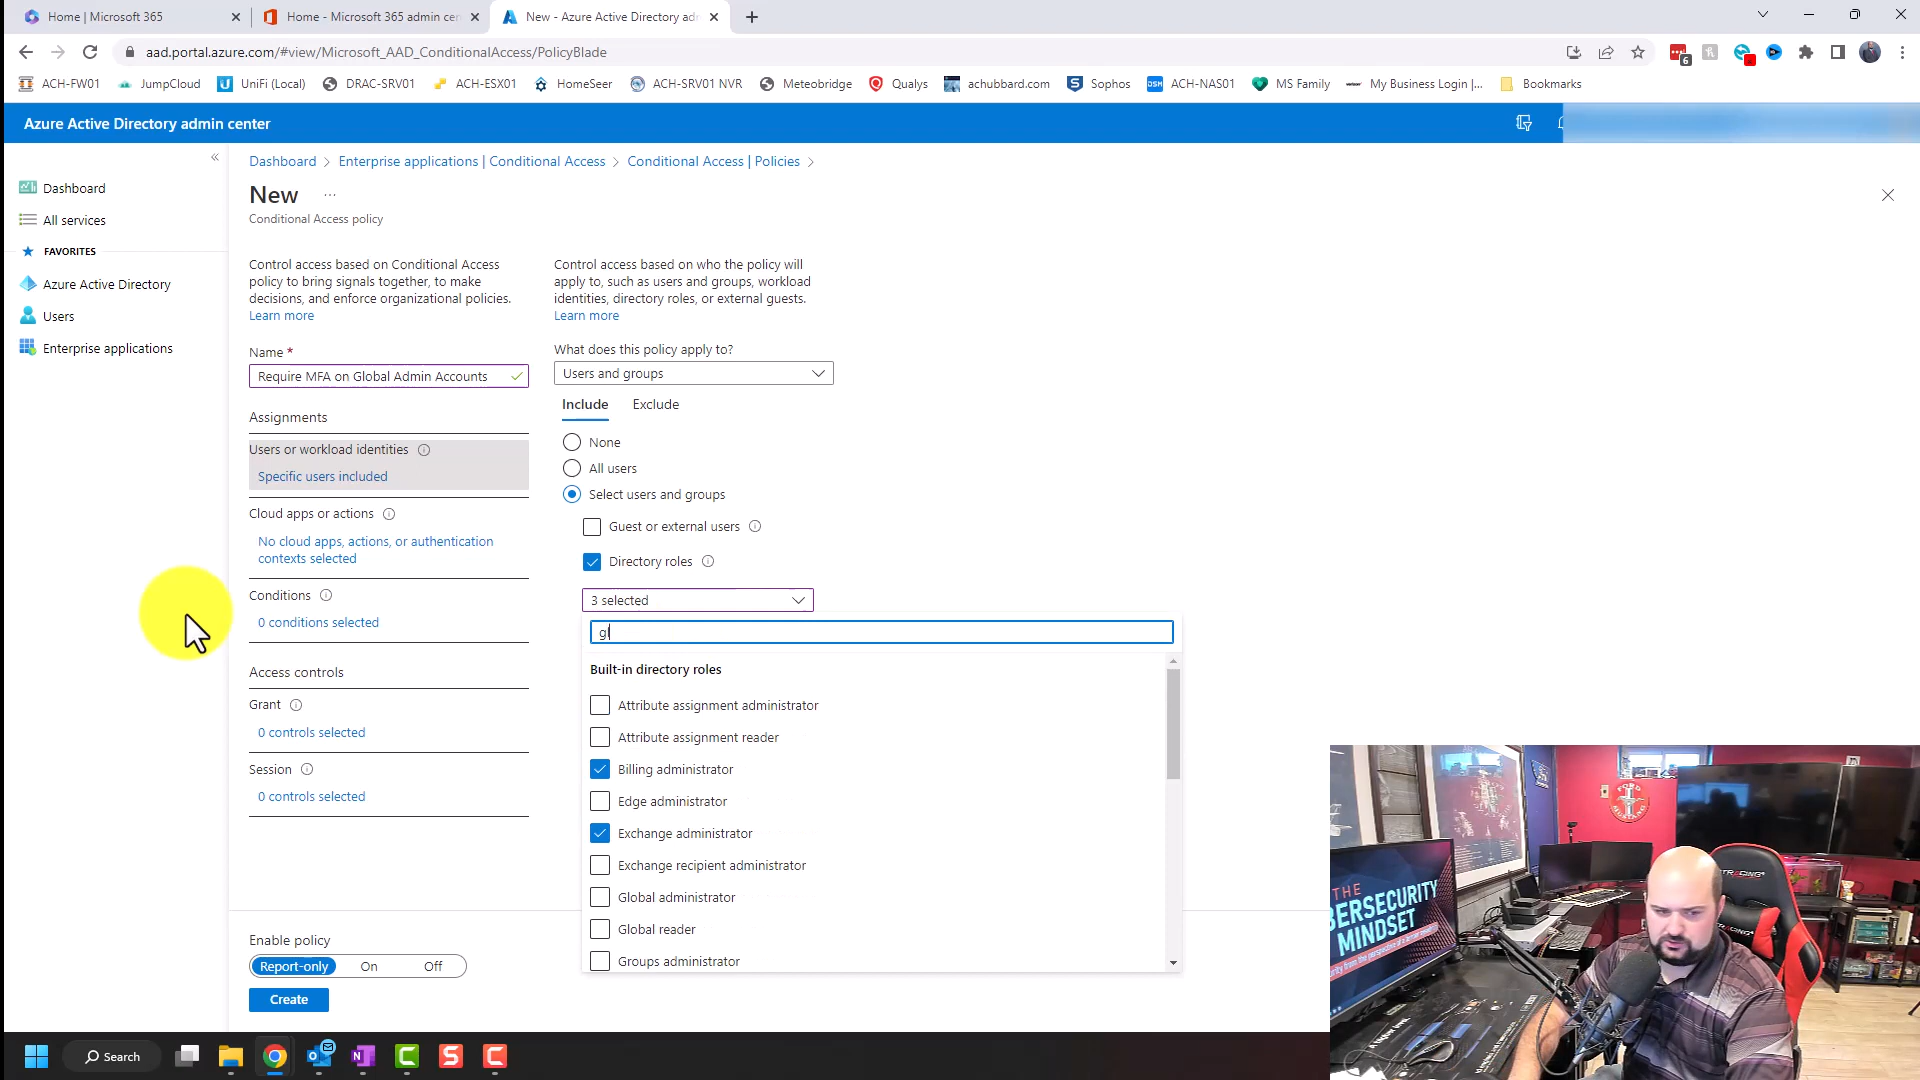 Home | Microsoft 365
Home - Microsoft 365 admin cen
New - Azure Active Directory adm
aad.portal.azure.com/#view/Microsoft_AAD_ConditionalAccess/PolicyBlade
6
ACH-FW01
JumpCloud
UniFi (Local)
DRAC-SRV01
ACH-ESX01
HomeSeer
ACH-SRV01 NVR
Meteobridge
Qualys
achubbard.com
Sophos
DSM
ACH-NAS01
MS Family
My Business Login |...
Bookmarks
Azure Active Directory admin center
Dashboard
All services
FAVORITES
Azure Active Directory
Users
Enterprise applications
Dashboard > Enterprise applications | Conditional Access > Conditional Access | Policies >
New ...
Conditional Access policy
Control access based on Conditional Access
policy to bring signals together, to make
decisions, and enforce organizational policies.
Learn more
Name *
Require MFA on Global Admin Accounts
Assignments
Users or workload identities
Specific users included
Cloud apps or actions
No cloud apps, actions, or authentication
contexts selected
Conditions
0 conditions selected
Access controls
Grant
0 controls selected
Session
0 controls selected
Enable policy
Report-only
On
Off
Create
Control access based on who the policy will
apply to, such as users and groups, workload
identities, directory roles, or external guests.
Learn more
What does this policy apply to?
Users and groups
Include
Exclude
None
All users
Select users and groups
Guest or external users
Directory roles
3 selected
gl
Built-in directory roles
Attribute assignment administrator
Attribute assignment reader
Billing administrator
Edge administrator
Exchange administrator
Exchange recipient administrator
Global administrator
Global reader
Groups administrator
THE
BERSECURITY
MINDSET
FORD
MUSTANG
Search